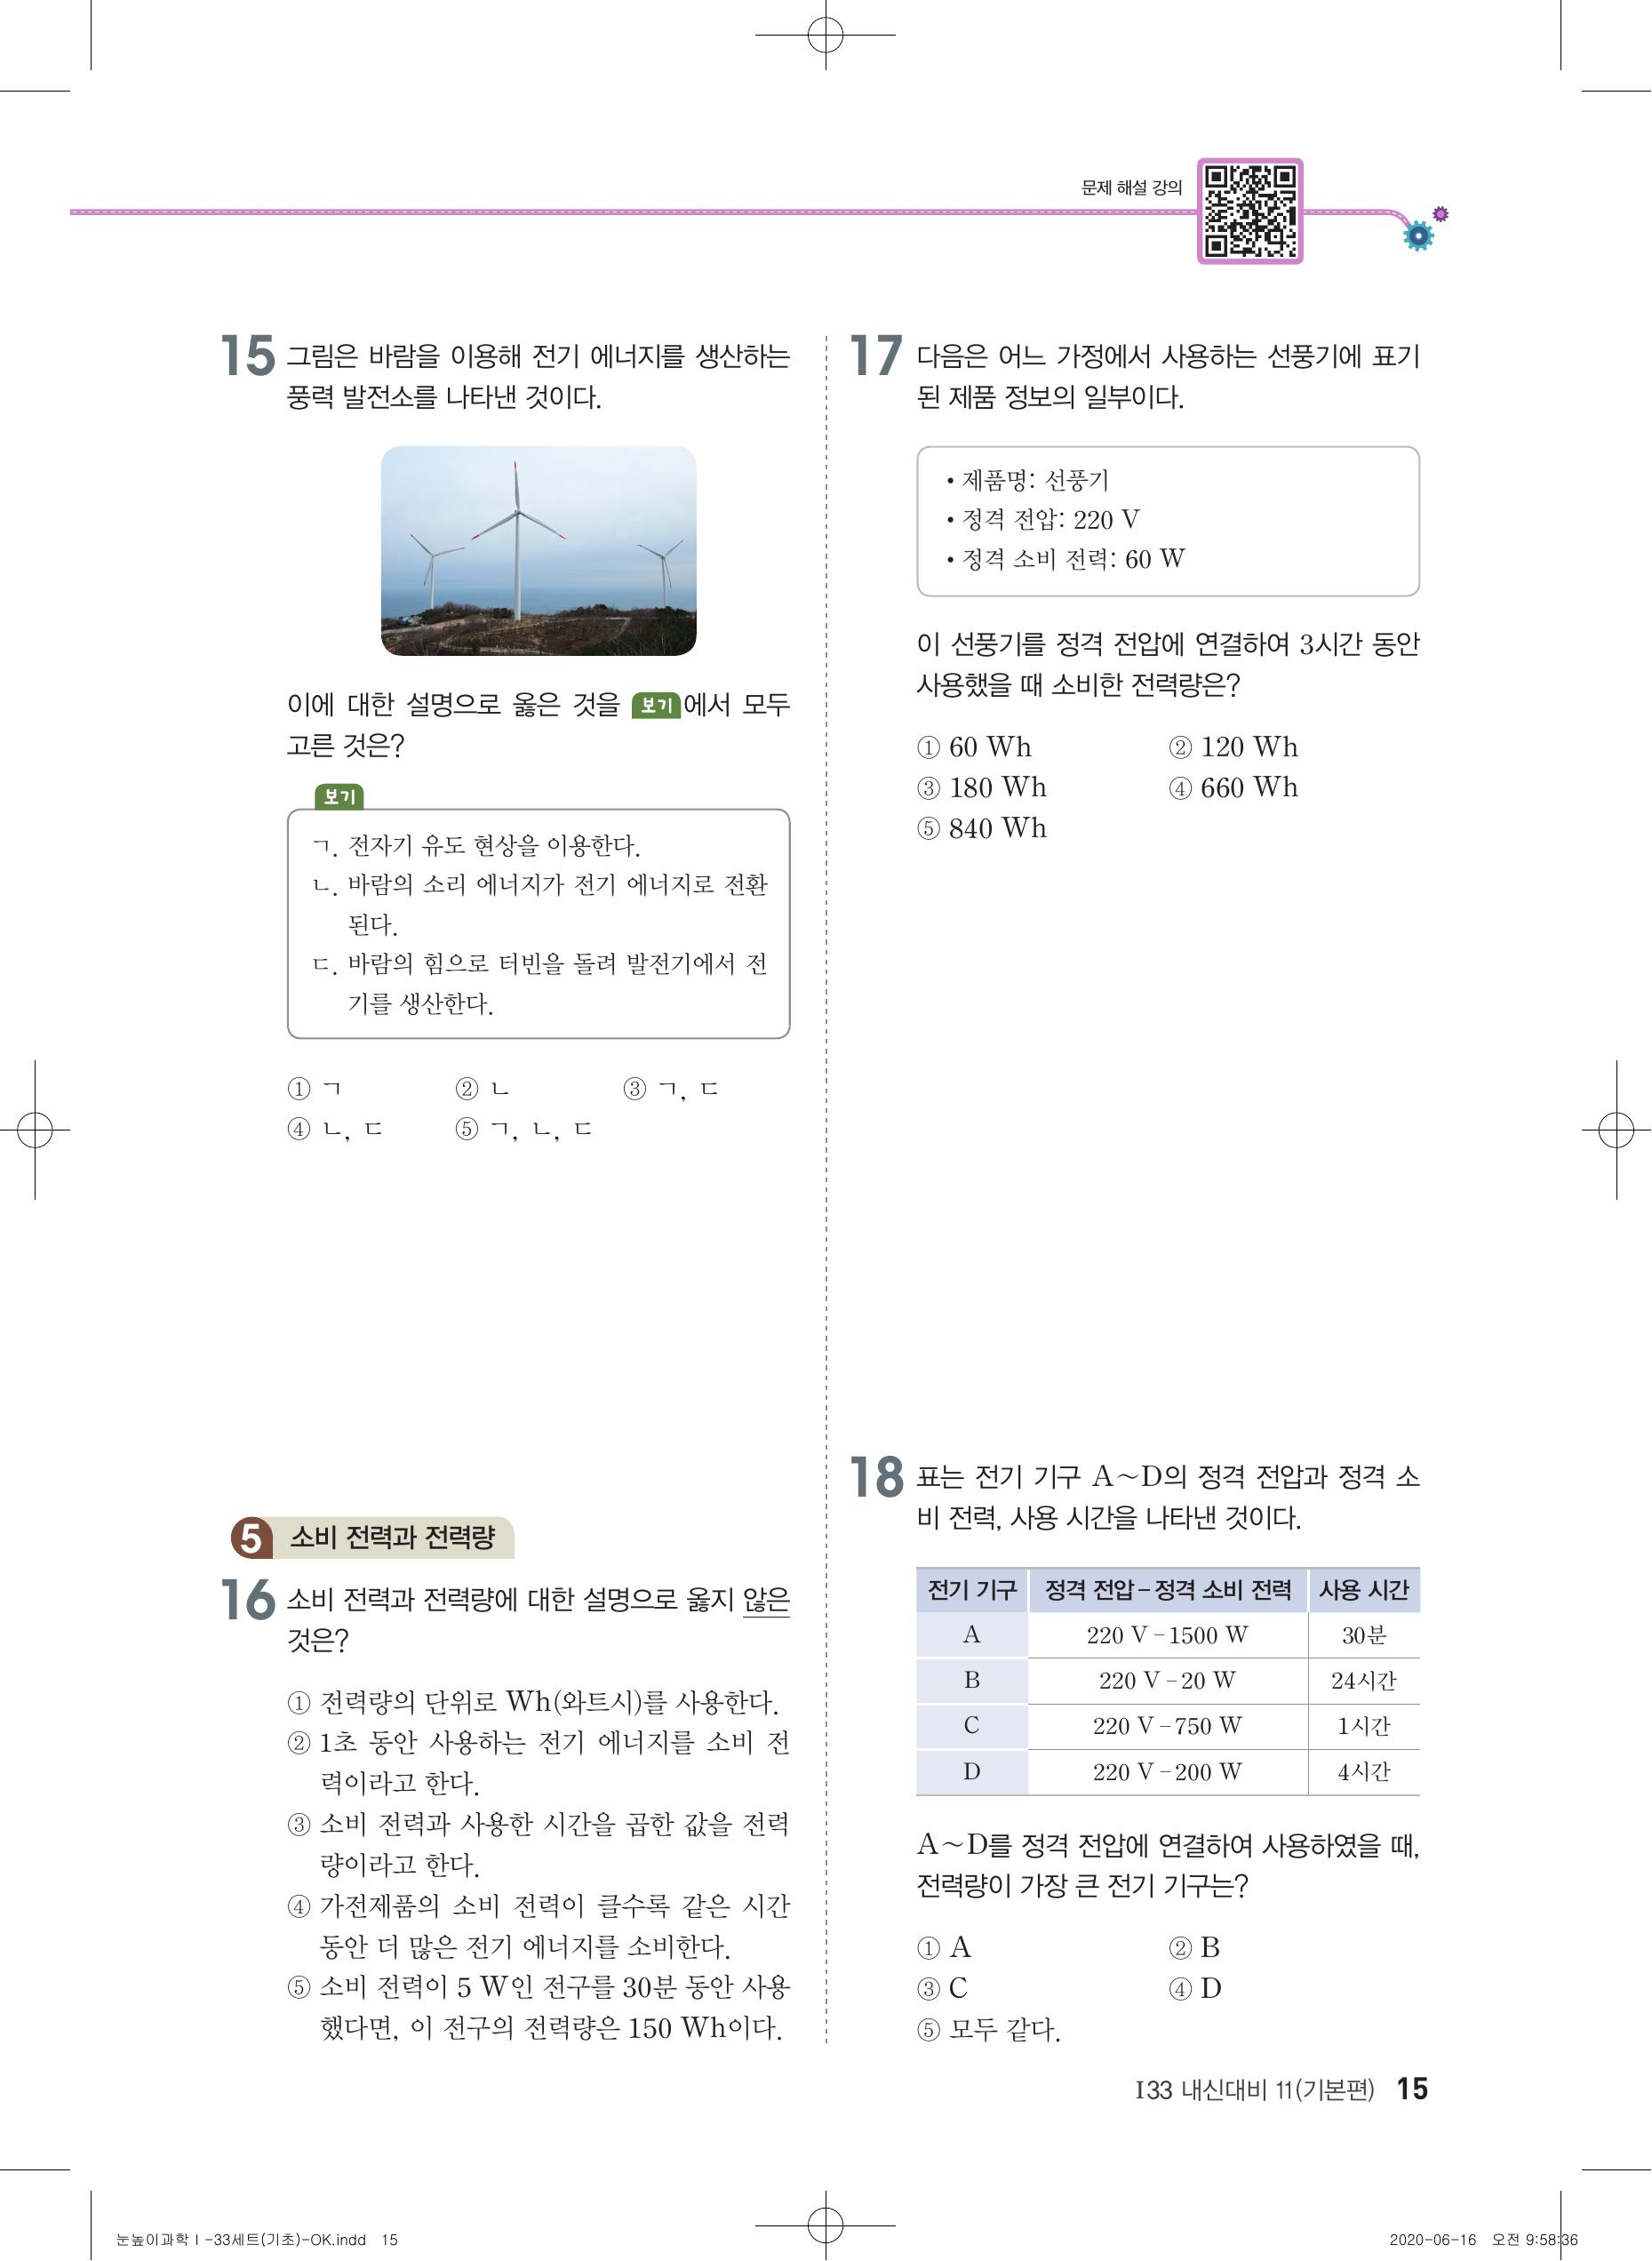 문제 해설 강의
15 그림은 바람을 이용해 전기 에너지를 생산하는
풍력 발전소를 나타낸 것이다.
이에 대한 설명으로 옳은 것을 보기에서 모두
고른 것은?
보기
ㄱ. 전자기 유도 현상을 이용한다.
ㄴ. 바람의 소리 에너지가 전기 에너지로 전환
된다.
ㄷ. 바람의 힘으로 터빈을 돌려 발전기에서 전
기를 생산한다.
① ㄱ ② ㄴ ③ ㄱ, ㄷ
④ ㄴ, ㄷ ⑤ ㄱ, ㄴ, ㄷ
5 소비 전력과 전력량
16 소비 전력과 전력량에 대한 설명으로 옳지 않은
것은?
① 전력량의 단위로 Wh(와트시)를 사용한다.
② 1초 동안 사용하는 전기 에너지를 소비 전
력이라고 한다.
③ 소비 전력과 사용한 시간을 곱한 값을 전력
량이라고 한다.
④ 가전제품의 소비 전력이 클수록 같은 시간
동안 더 많은 전기 에너지를 소비한다.
⑤ 소비 전력이 5 W인 전구를 30분 동안 사용
했다면, 이 전구의 전력량은 150 Wh이다.
17 다음은 어느 가정에서 사용하는 선풍기에 표기
된 제품 정보의 일부이다.
• 제품명: 선풍기
• 정격 전압: 220 V
• 정격 소비 전력: 60 W
이 선풍기를 정격 전압에 연결하여 3시간 동안
사용했을 때 소비한 전력량은?
① 60 Wh ② 120 Wh
③ 180 Wh ④ 660 Wh
⑤ 840 Wh
18 표는 전기 기구 A~D의 정격 전압과 정격 소
비 전력, 사용 시간을 나타낸 것이다.
전기 기구 정격 전압-정격 소비 전력 사용 시간
A 220 V-1500 W 30분
B 220 V-20 W 24시간
C 220 V-750 W 1시간
D 220 V-200 W 4시간
A~D를 정격 전압에 연결하여 사용하였을 때,
전력량이 가장 큰 전기 기구는?
① A ② B
③ C ④ D
⑤ 모두 같다.
I33 내신대비 11(기본편) 15
눈높이과학 I-33세트(기초)-OK.indd 15
2020-06-16 오전 9:58:36